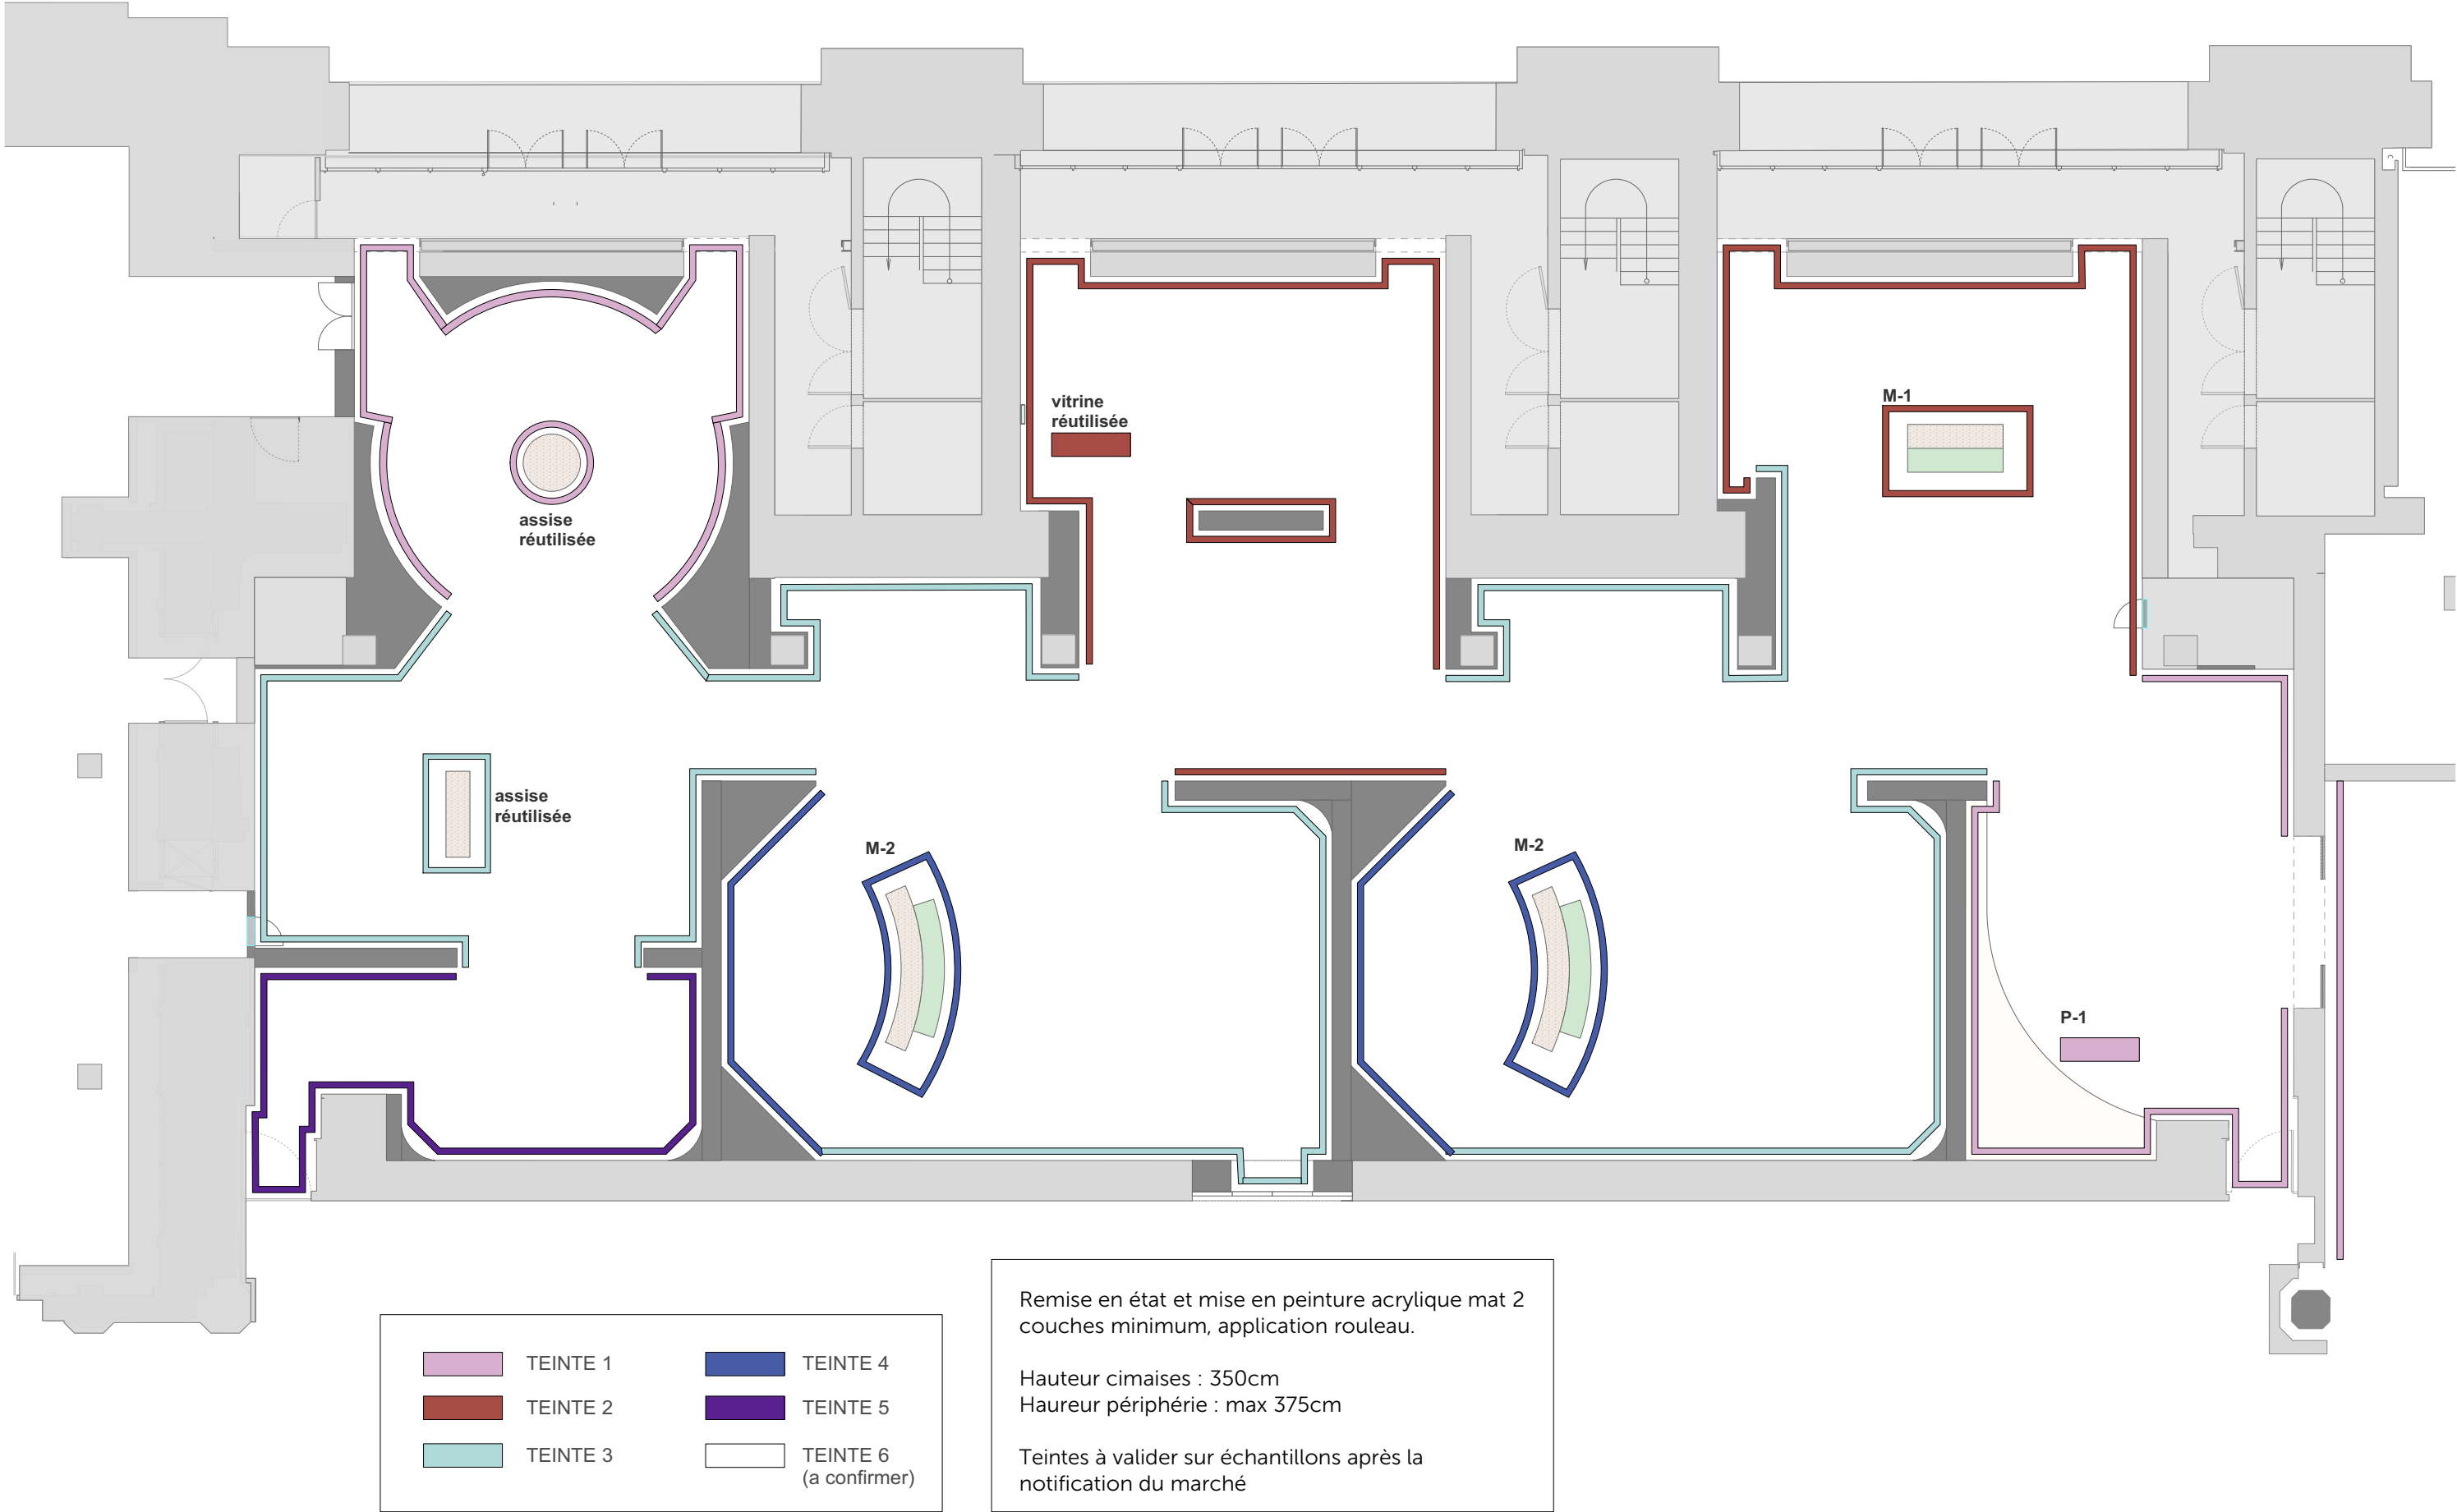 M-1
vitrine
réutilisée
assise
réutilisée
assise
réutilisée
M-2
M-2
P-1
TEINTE 1
TEINTE 2
TEINTE 3
TEINTE 4
TEINTE 5
TEINTE 6
(a confirmer)
Remise en état et mise en peinture acrylique mat 2
couches minimum, application rouleau.
Hauteur cimaises : 350cm
Haureur périphérie : max 375cm
Teintes à valider sur échantillons après la
notification du marché